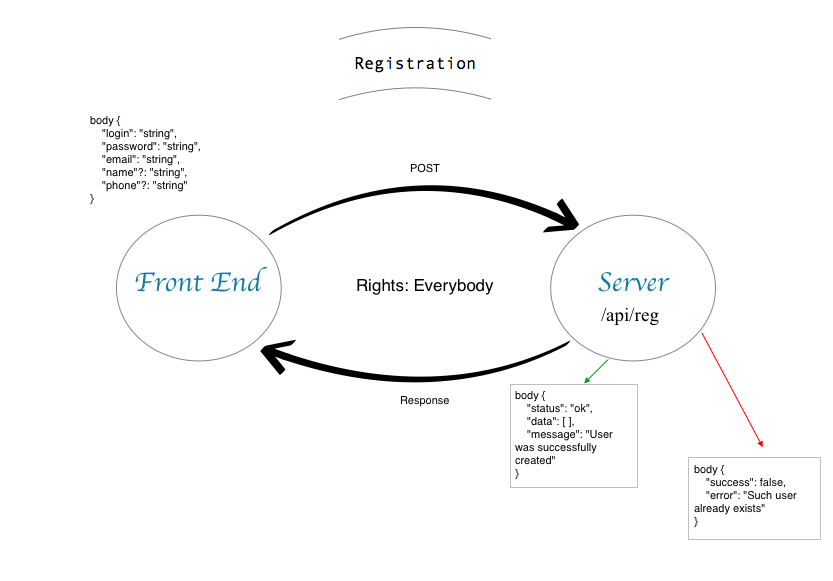 Registration
body {
"login": "string",
"password": "string",
"email": "string",
"name"?: "string",
"phone"?: "string"
}
POST
Front End
Rights: Everybody
Server
/api/reg
Response
body {
"status": "ok",
"data": [ ],
"message": "User
was successfully
created"
}
body {
"success": false,
"error": "Such user
already exists"
}